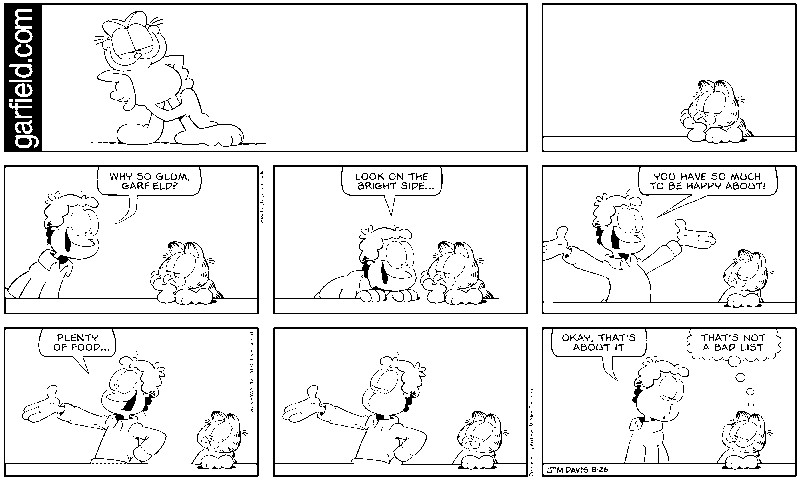 garfield.com
WHY SO GLUM,
GARFIELD?
LOOK ON THE
BRIGHT SIDE...
YOU HAVE SO MUCH
TO BE HAPPY ABOUT!
PLENTY
OF FOOD...
OKAY, THAT'S
ABOUT IT
THAT'S NOT
A BAD LIST
JIM DAVIS 8-26